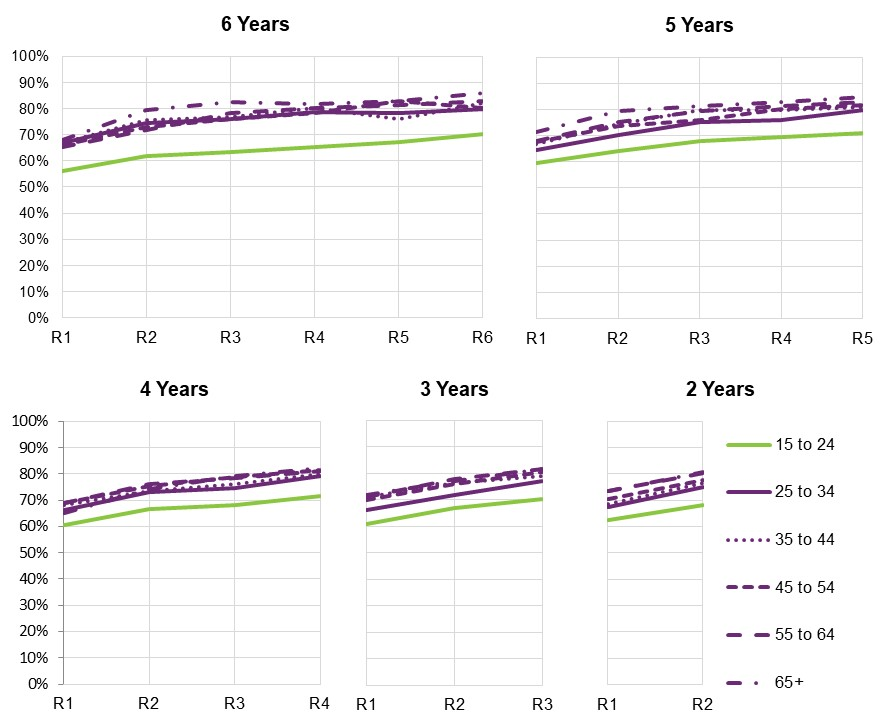 6 Years
5 Years
100%
90%
80%
70%
60%
50%
40%
30%
20%
10%
0%
R1 R2 R3 R4 R5 R6
R1 R2 R3 R4 R5
4 Years
3 Years
2 Years
100%
90%
80%
70%
60%
50%
40%
30%
20%
10%
0%
R1 R2 R3 R4
R1 R2 R3
R1 R2
15 to 24
25 to 34
35 to 44
45 to 54
55 to 64
65+